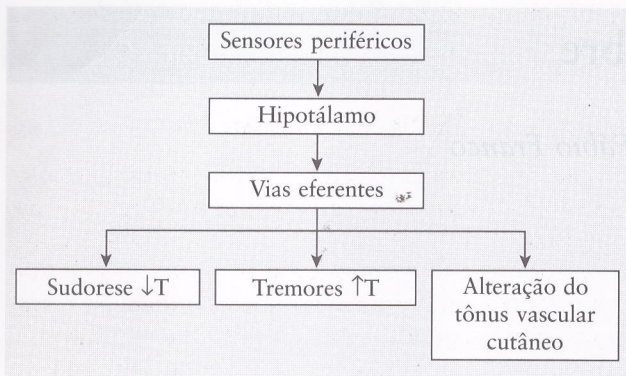 Sensores periféricos
Hipotálamo
Vias eferentes
Sudorese ↓T
Tremores ↑T
Alteração do
tônus vascular
cutâneo